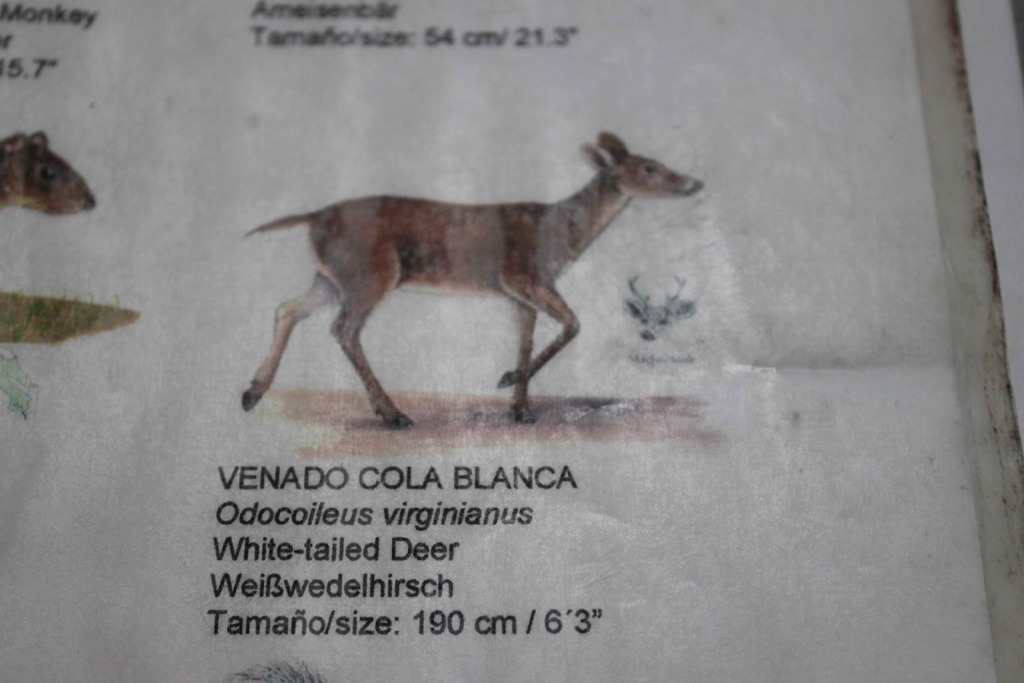 Monkey
15.7"
Ameisenbär
Tamaño/size: 54 cm/ 21.3"
VENADO COLA BLANCA
Odocoileus virginianus
White-tailed Deer
Weißwedelhirsch
Tamaño/size: 190 cm / 6´3”